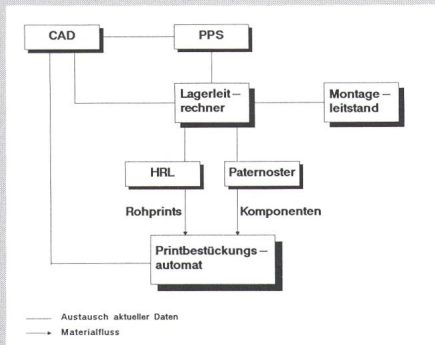 CAD
PPS
Lagerleit–
rechner
Montage–
leitstand
HRL
Paternoster
Rohprints
Komponenten
Printbestückungs–
automat
Austausch aktueller Daten
Materialfluss